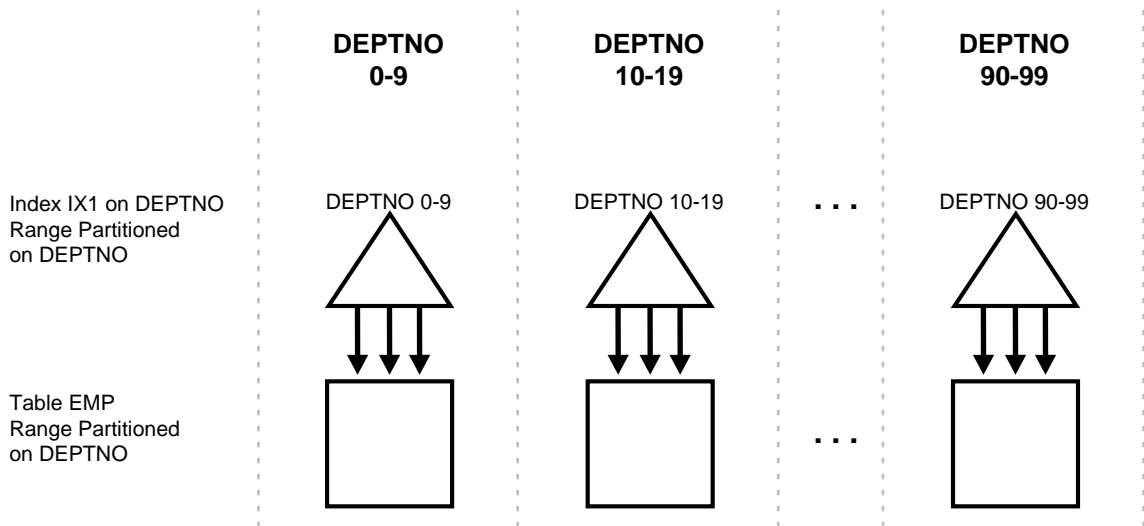 DEPTNO
0-9
DEPTNO
10-19
DEPTNO
90-99
Index IX1 on DEPTNO
Range Partitioned
on DEPTNO
DEPTNO 0-9
DEPTNO 10-19
. . .
DEPTNO 90-99
Table EMP
Range Partitioned
on DEPTNO
. . .